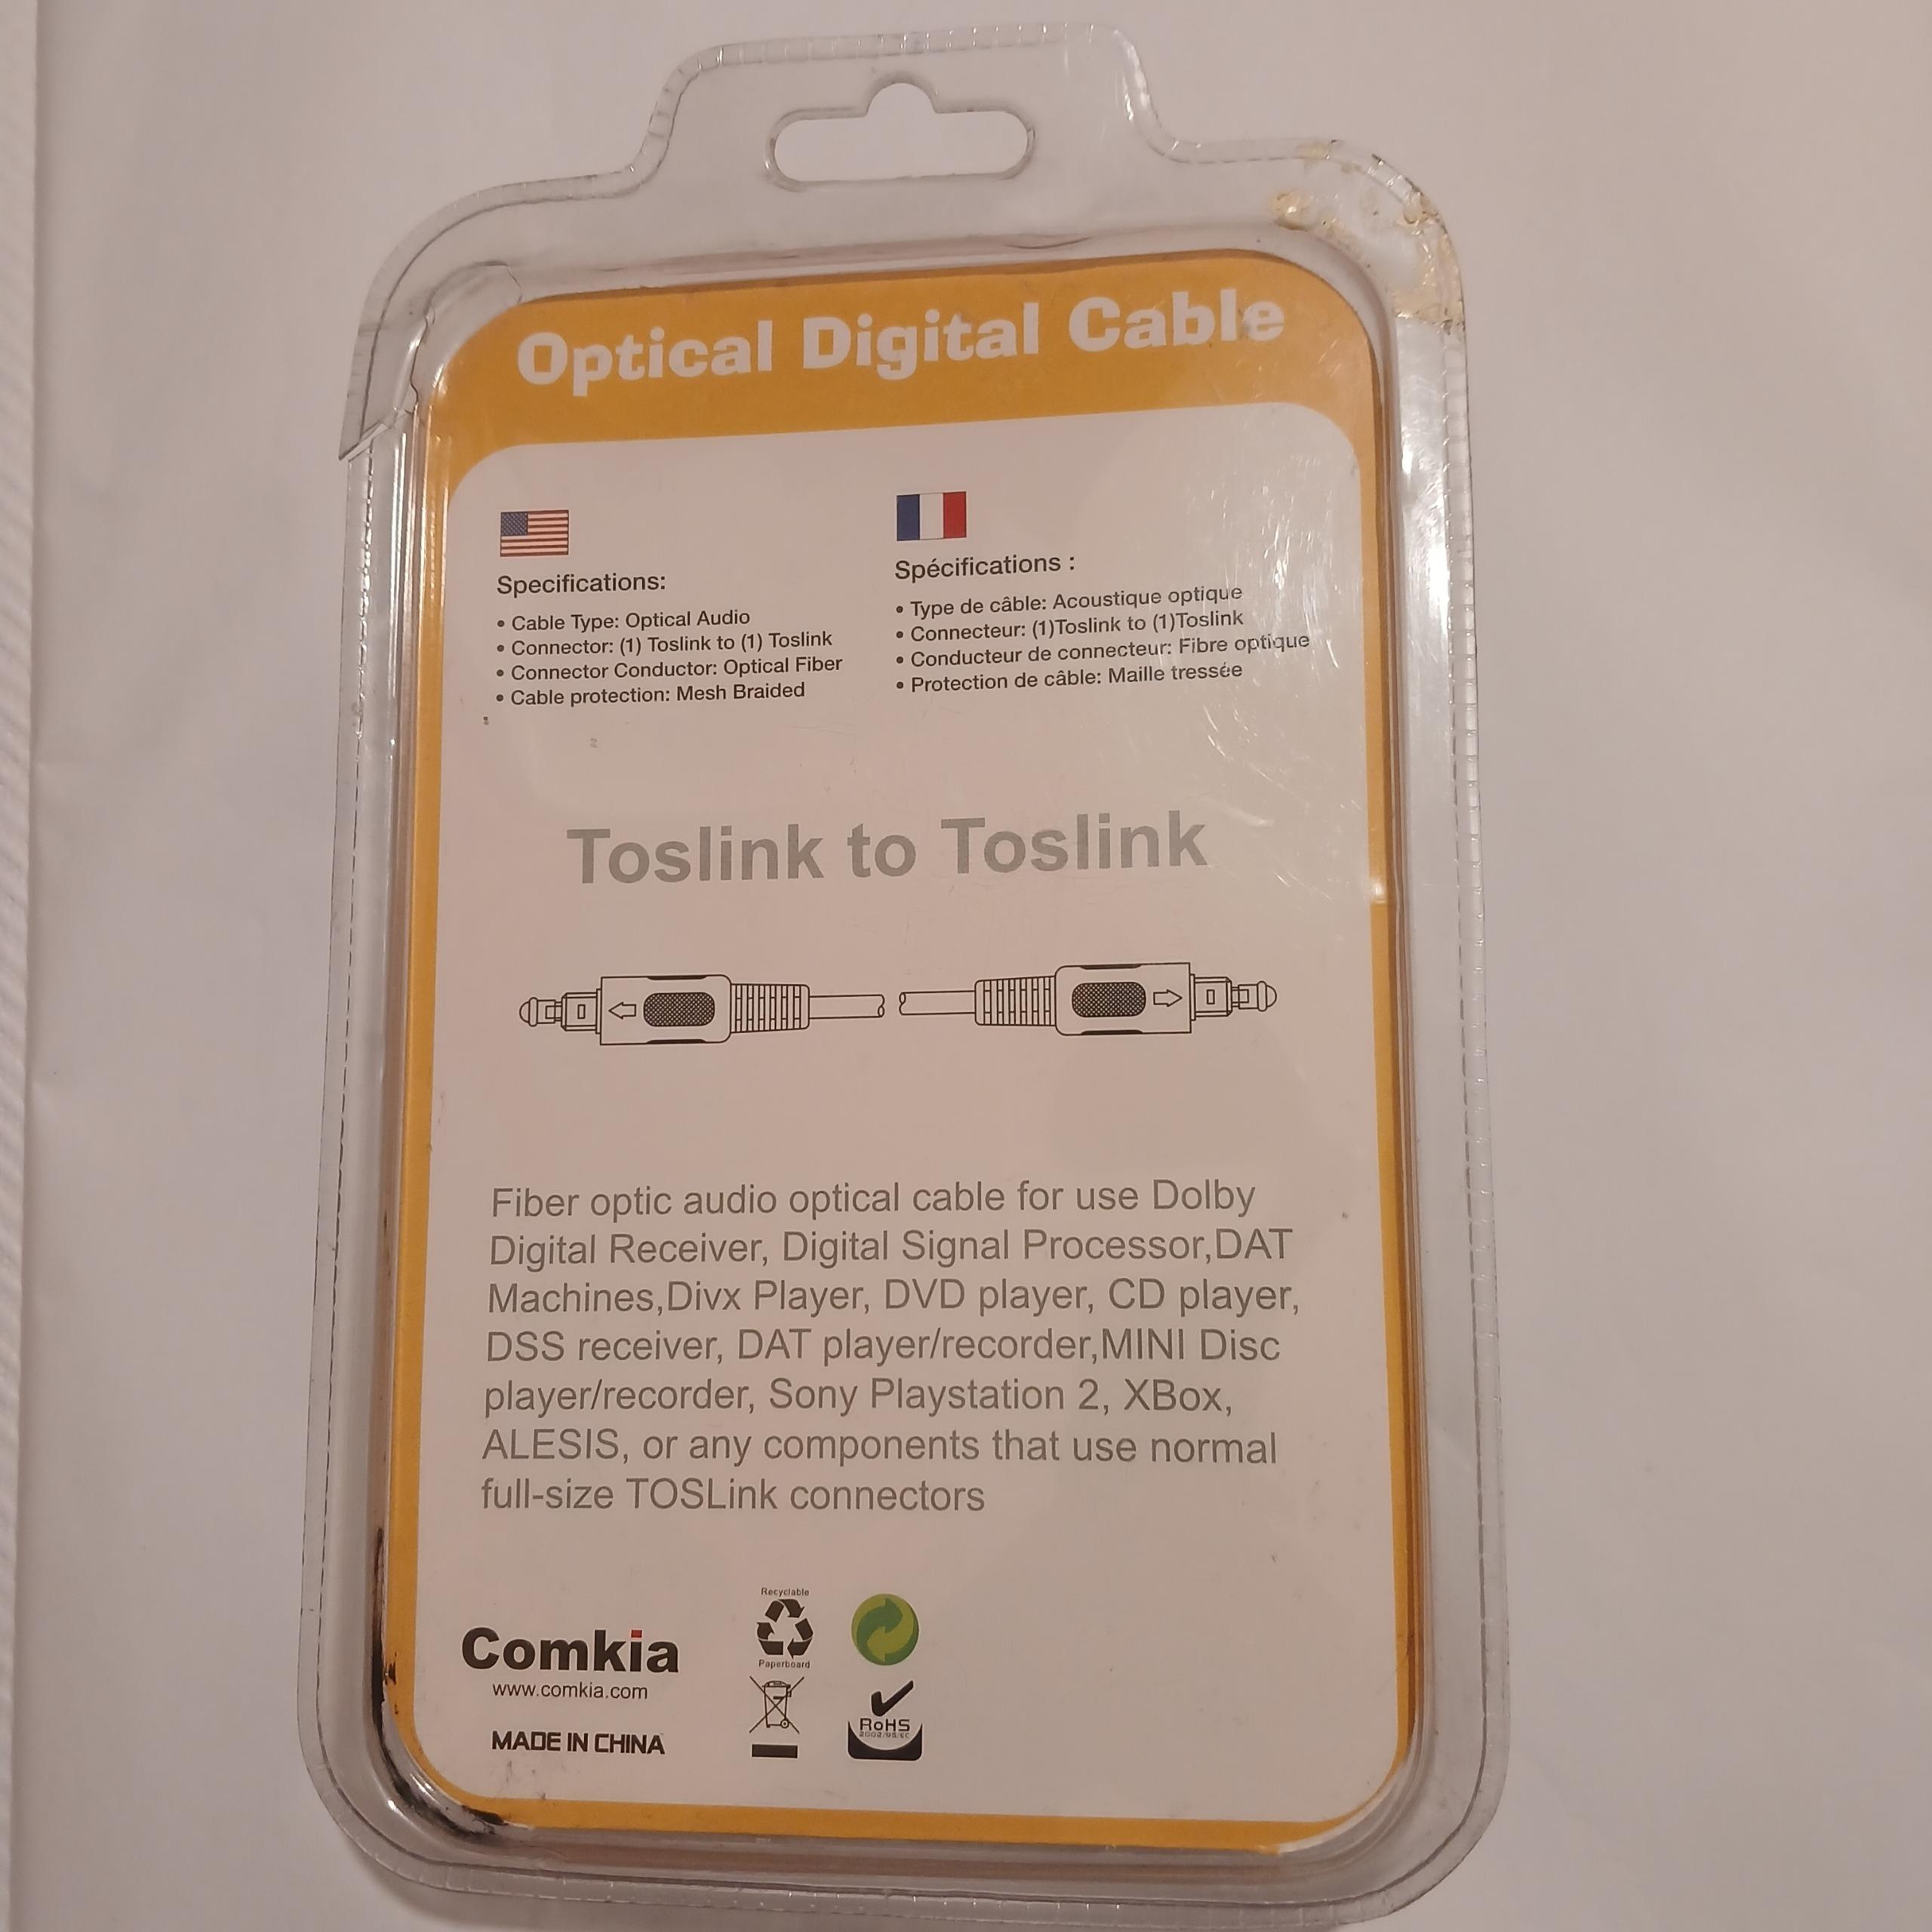 Optical Digital Cable
Specifications:
• Cable Type: Optical Audio
• Connector: (1) Toslink to (1) Toslink
• Connector Conductor: Optical Fiber
• Cable protection: Mesh Braided
Spécifications :
• Type de câble: Acoustique optique
• Connecteur: (1)Toslink to (1)Toslink
• Conducteur de connecteur: Fibre optique
• Protection de câble: Maille tressée
Toslink to Toslink
Fiber optic audio optical cable for use Dolby
Digital Receiver, Digital Signal Processor,DAT
Machines,Divx Player, DVD player, CD player,
DSS receiver, DAT player/recorder,MINI Disc
player/recorder, Sony Playstation 2, XBox,
ALESIS, or any components that use normal
full-size TOSLink connectors
Comkia
www.comkia.com
MADE IN CHINA
Recyclable
Paperboard
RoHS
2002/95/EC